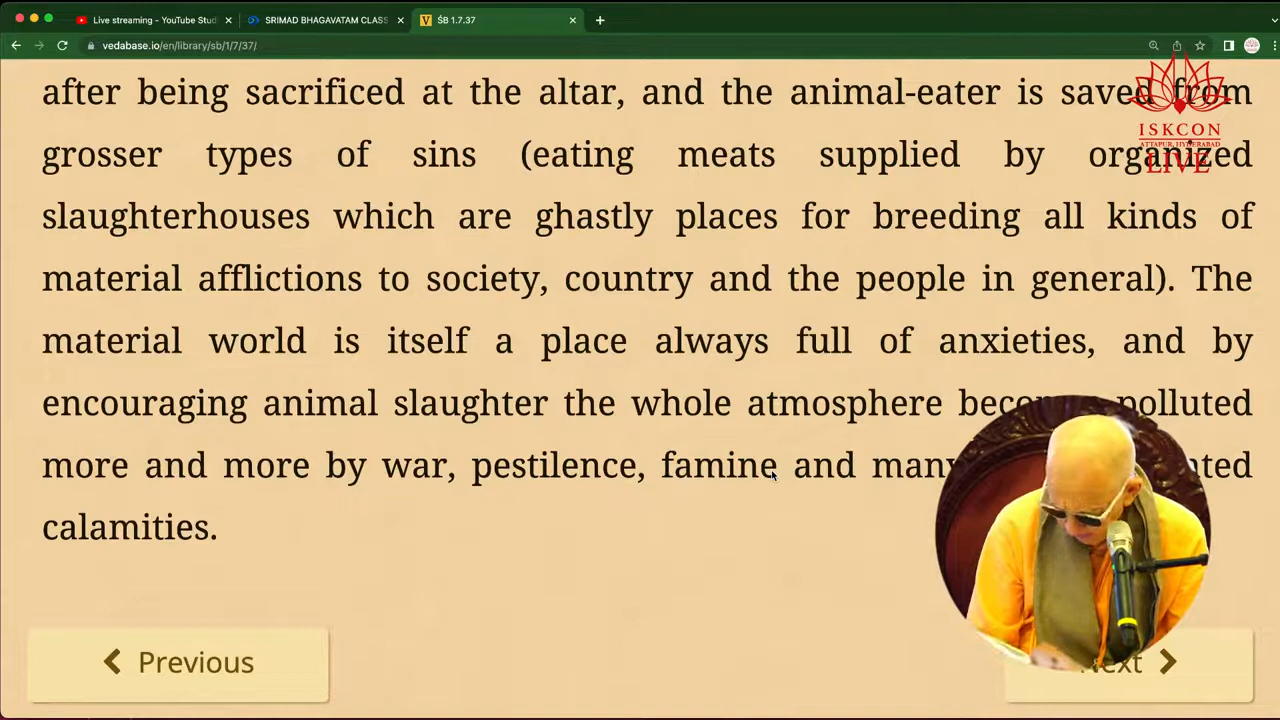 Live streaming - YouTube Stud
SRIMAD BHAGAVATAM CLASS
V ŚB 1.7.37
vedabase.io/en/library/sb/1/7/37/
after being sacrificed at the altar, and the animal-eater is saved from
grosser types of sins (eating meats supplied by organized
slaughterhouses which are ghastly places for breeding all kinds of
material afflictions to society, country and the people in general). The
material world is itself a place always full of anxieties, and by
encouraging animal slaughter the whole atmosphere polluted
more and more by war, pestilence, famine and many
calamities.
ISKCON
ATTAPUR, HYDERABAD
LIVE
Previous
Next